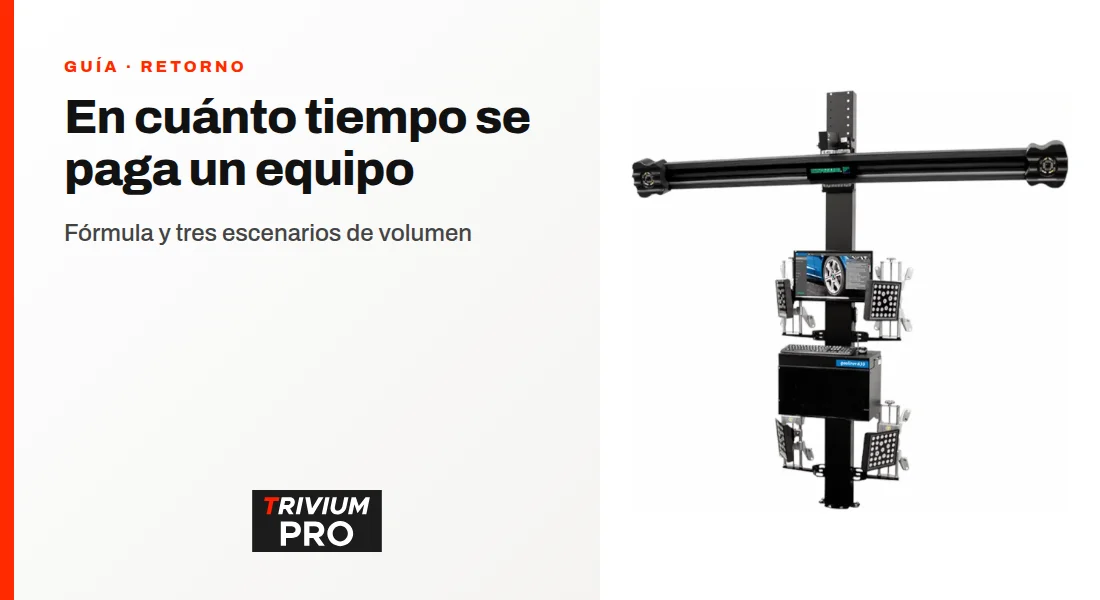 GUÍA · RETORNO
En cuánto tiempo se
paga un equipo
Fórmula y tres escenarios de volumen
TRIVIUM
PRO